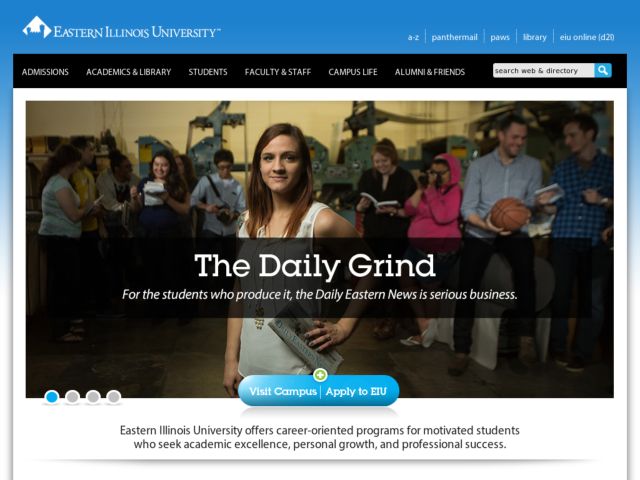 EASTERN ILLINOIS UNIVERSITY™
a-z panthermail paws library eiu online (d2l)
ADMISSIONS ACADEMICS & LIBRARY STUDENTS FACULTY & STAFF CAMPUS LIFE ALUMNI & FRIENDS search web & directory
The Daily Grind
For the students who produce it, the Daily Eastern News is serious business.
Visit Campus Apply to EIU
Eastern Illinois University offers career-oriented programs for motivated students
who seek academic excellence, personal growth, and professional success.